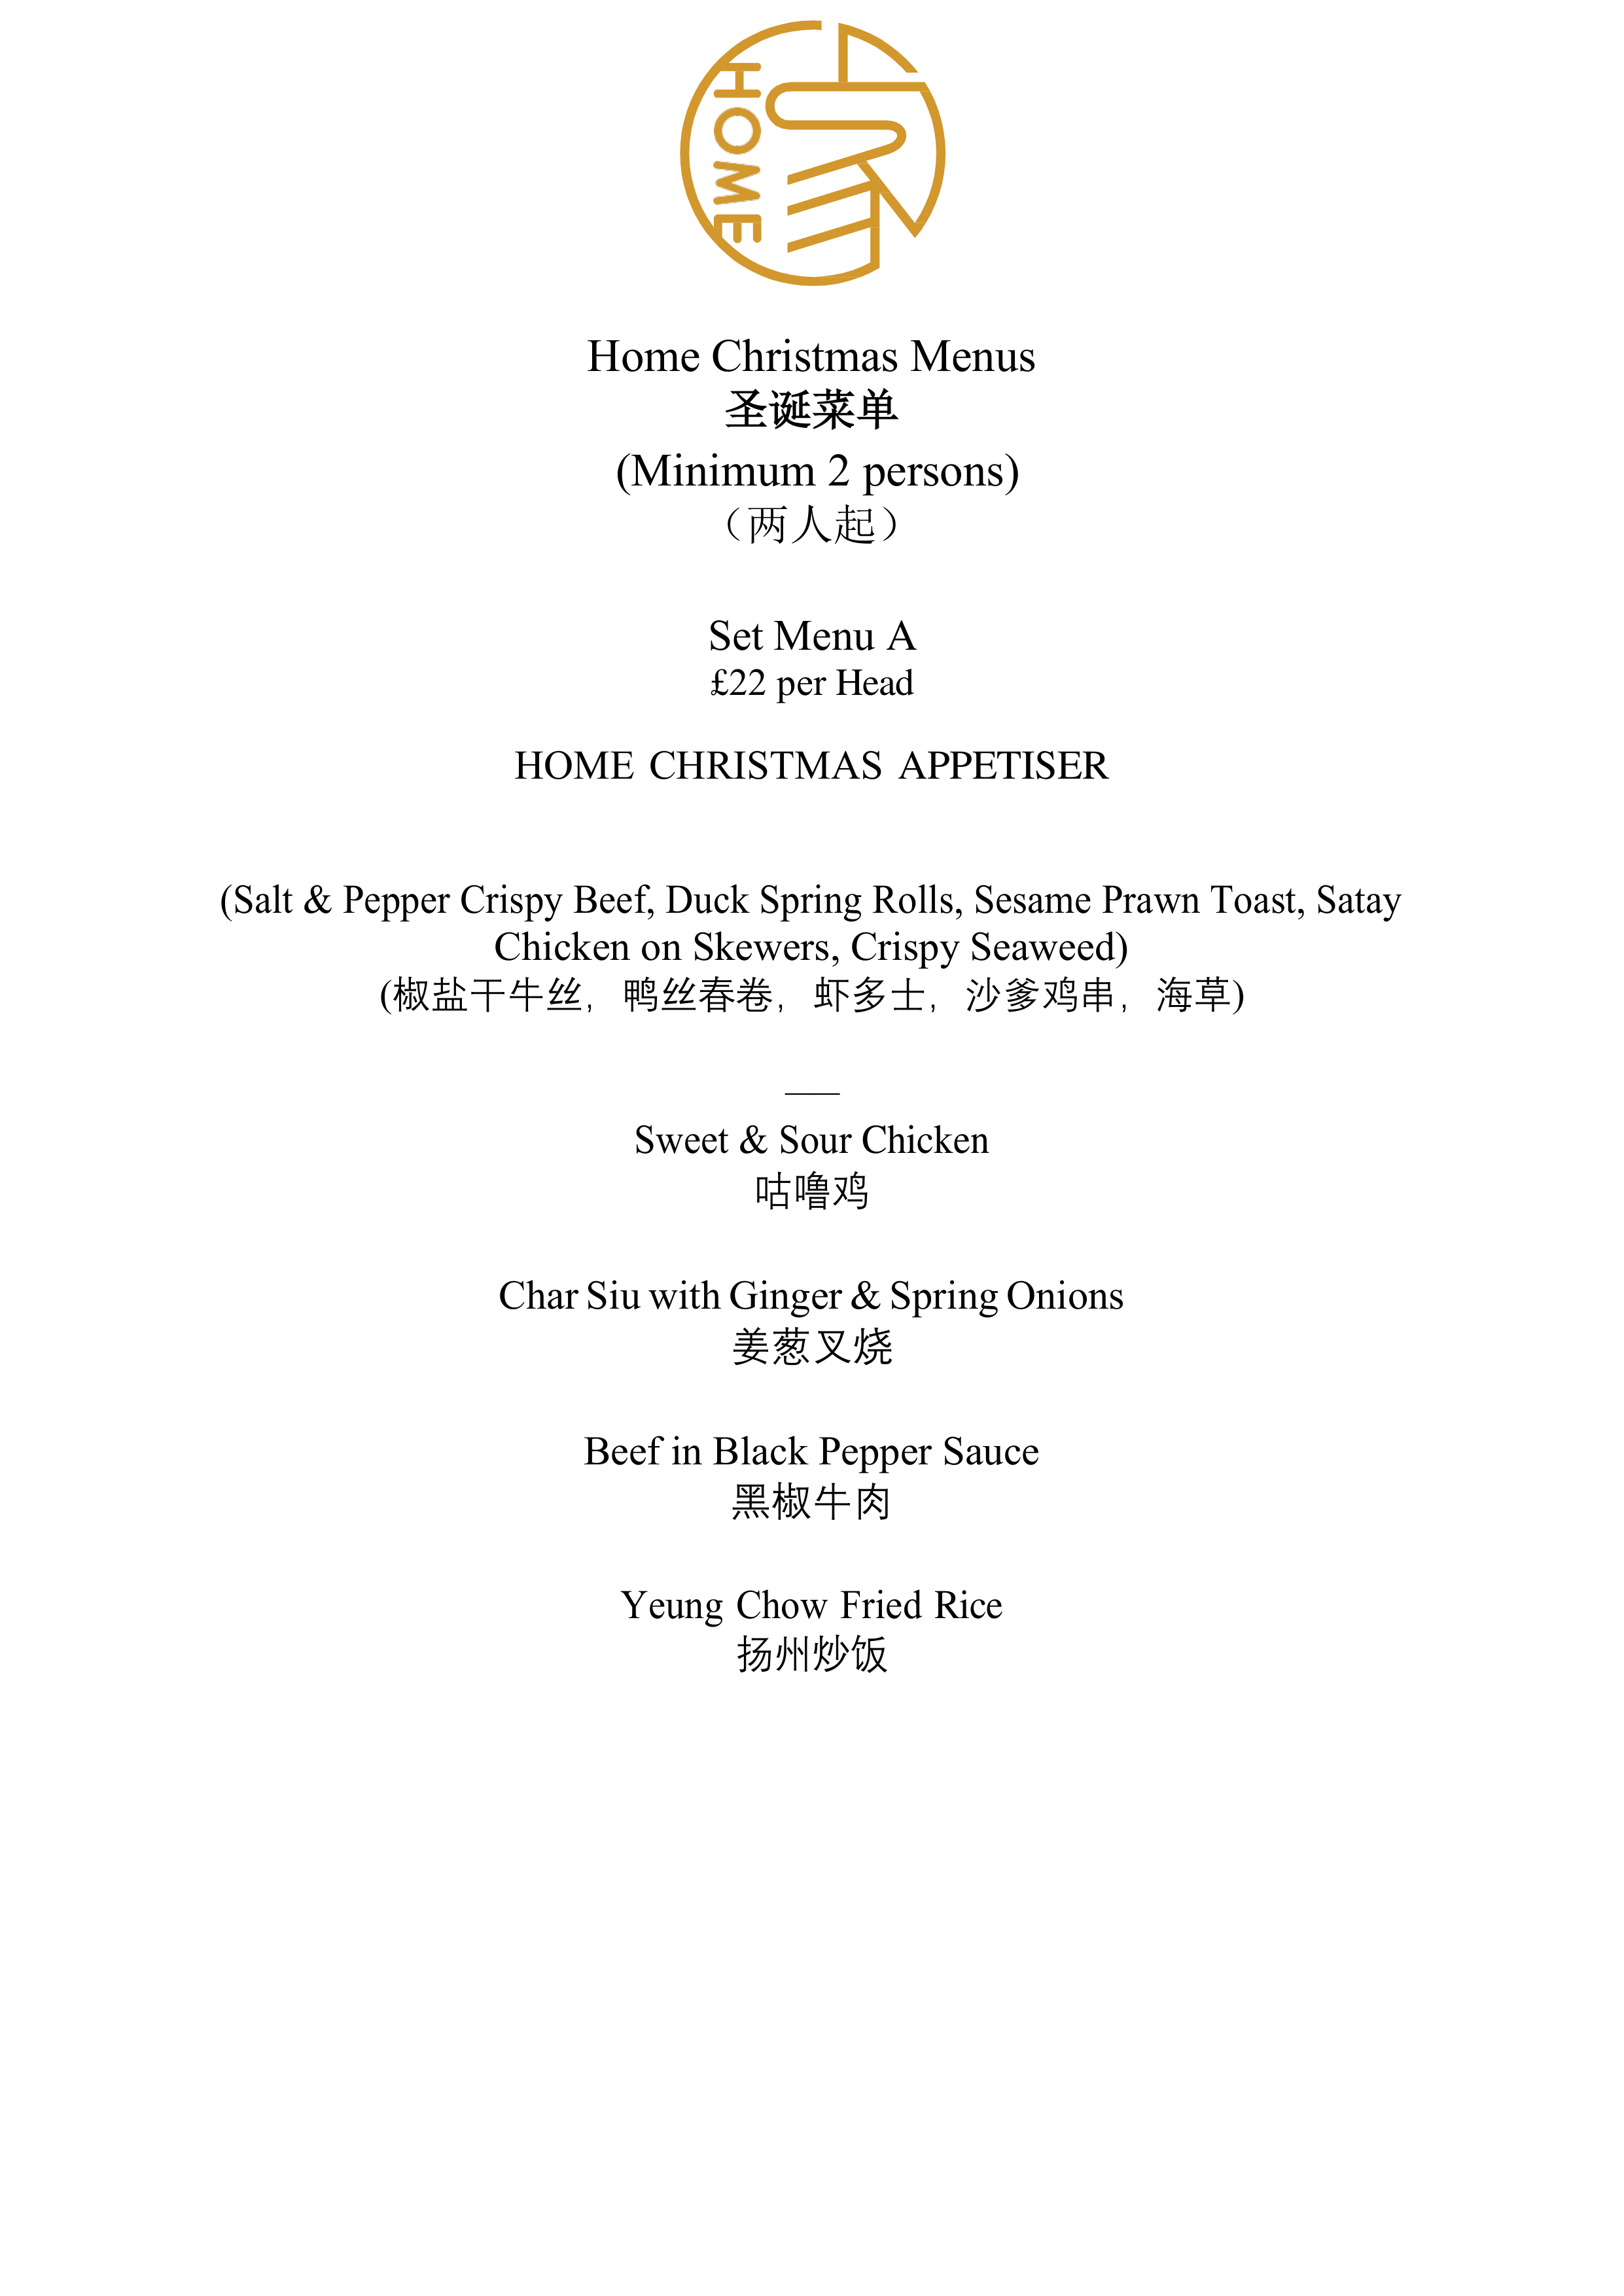 HOME
Home Christmas Menus
圣诞菜单
(Minimum 2 persons)
（两人起）
Set Menu A
£22 per Head
HOME CHRISTMAS APPETISER
(Salt & Pepper Crispy Beef, Duck Spring Rolls, Sesame Prawn Toast, Satay
Chicken on Skewers, Crispy Seaweed)
(椒盐干牛丝，鸭丝春卷，虾多士，沙爹鸡串，海草)
Sweet & Sour Chicken
咕噜鸡
Char Siu with Ginger & Spring Onions
姜葱叉烧
Beef in Black Pepper Sauce
黑椒牛肉
Yeung Chow Fried Rice
扬州炒饭